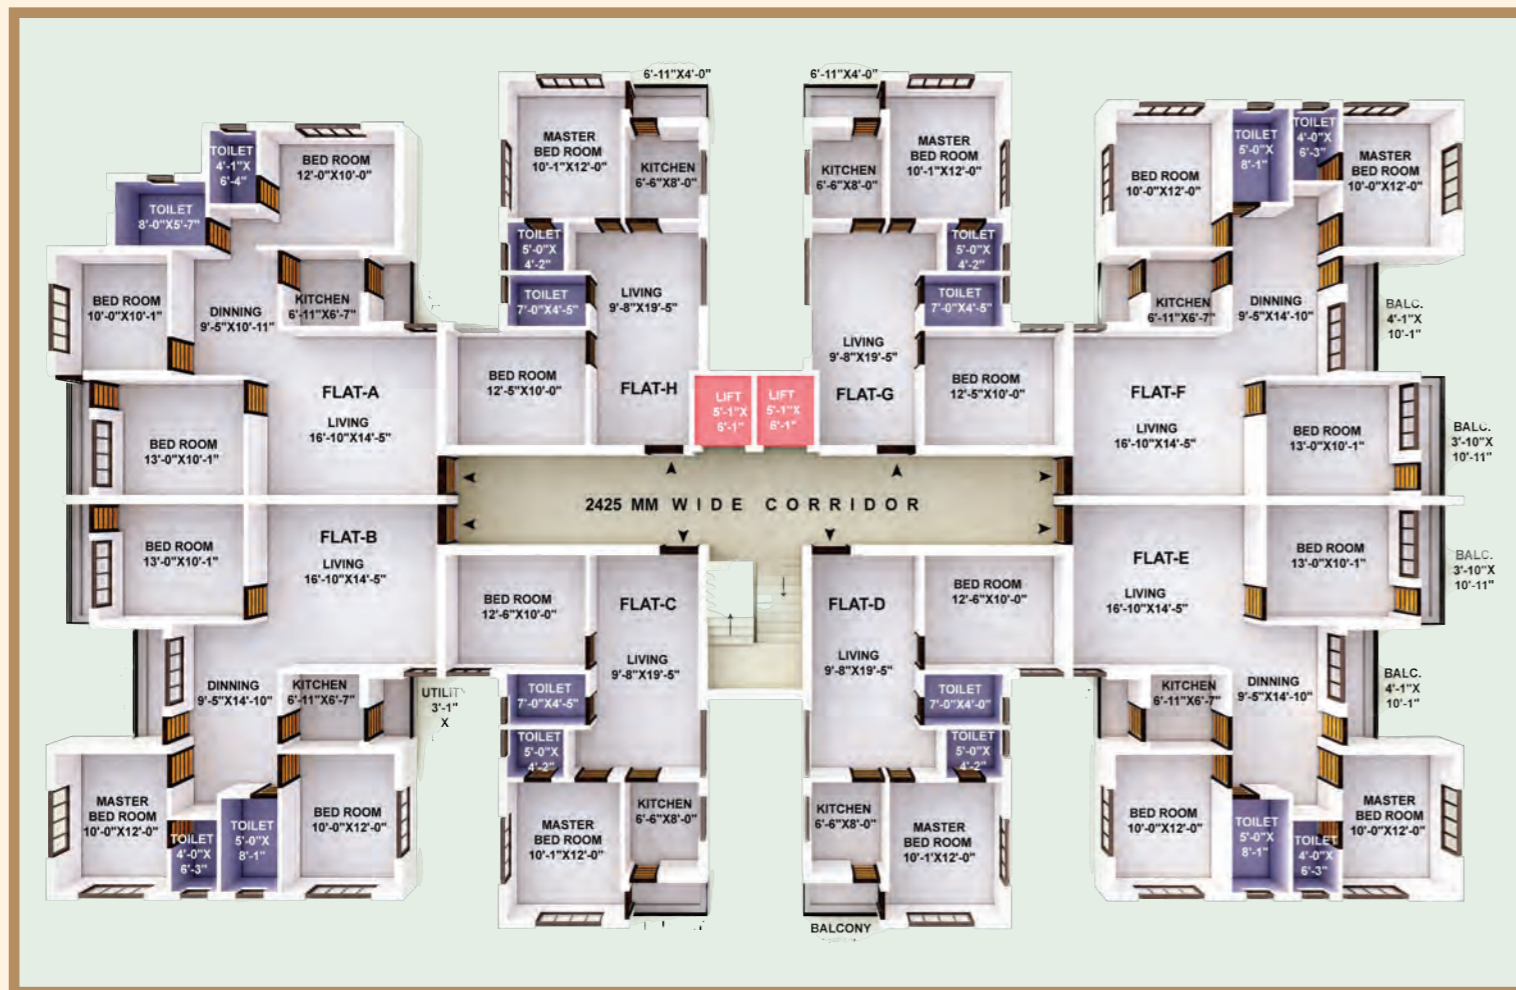 6'-11"X4'-0"
MASTER
BED ROOM
10'-1"X12'-0"
KITCHEN
6'-6"X8'-0"
TOILET
5'-0"X
4'-2"
TOILET
7'-0"X4'-5"
LIVING
9'-8"X19'-5"
BED ROOM
12'-5"X10'-0"
FLAT-H
6'-11"X4'-0"
MASTER
BED ROOM
10'-1"X12'-0"
KITCHEN
6'-6"X8'-0"
TOILET
5'-0"X
4'-2"
TOILET
7'-0"X4'-5"
LIVING
9'-8"X19'-5"
FLAT-G
BED ROOM
12'-5"X10'-0"
LIFT
5'-1"X
6'-1"
LIFT
5'-1"X
6'-1"
TOILET
4'-1"X
6'-4"
BED ROOM
12'-0"X10'-0"
TOILET
8'-0"X5'-7"
BED ROOM
10'-0"X10'-1"
DINNING
9'-5"X10'-11"
KITCHEN
6'-11"X6'-7"
FLAT-A
LIVING
16'-10"X14'-5"
BED ROOM
13'-0"X10'-1"
BED ROOM
10'-0"X12'-0"
TOILET
5'-0"X
8'-1"
TOILET
4'-0"X
6'-3"
MASTER
BED ROOM
10'-0"X12'-0"
KITCHEN
6'-11"X6'-7"
DINNING
9'-5"X14'-10"
BALC.
4'-1"X
10'-1"
FLAT-F
LIVING
16'-10"X14'-5"
BED ROOM
13'-0"X10'-1"
BALC.
3'-10"X
10'-11"
2425 MM WIDE CORRIDOR
FLAT-B
LIVING
16'-10"X14'-5"
BED ROOM
13'-0"X10'-1"
DINNING
9'-5"X14'-10"
KITCHEN
6'-11"X6'-7"
UTILITY
3'-1"
X
MASTER
BED ROOM
10'-0"X12'-0"
TOILET
4'-0"X
6'-3"
TOILET
5'-0"X
8'-1"
BED ROOM
10'-0"X12'-0"
BED ROOM
12'-6"X10'-0"
FLAT-C
LIVING
9'-8"X19'-5"
TOILET
7'-0"X4'-5"
TOILET
5'-0"X
4'-2"
MASTER
BED ROOM
10'-1"X12'-0"
KITCHEN
6'-6"X8'-0"
FLAT-D
BED ROOM
12'-6"X10'-0"
LIVING
9'-8"X19'-5"
TOILET
7'-0"X4'-0"
TOILET
5'-0"X
4'-2"
KITCHEN
6'-6"X8'-0"
MASTER
BED ROOM
10'-1'X12'-0"
BALCONY
FLAT-E
LIVING
16'-10"X14'-5"
BED ROOM
13'-0"X10'-1"
BALC.
3'-10"X
10'-11"
KITCHEN
6'-11"X6'-7"
DINNING
9'-5"X14'-10"
BALC.
4'-1"X
10'-1"
BED ROOM
10'-0"X12'-0"
TOILET
5'-0"X
8'-1"
TOILET
4'-0"X
6'-3"
MASTER
BED ROOM
10'-0"X12'-0"